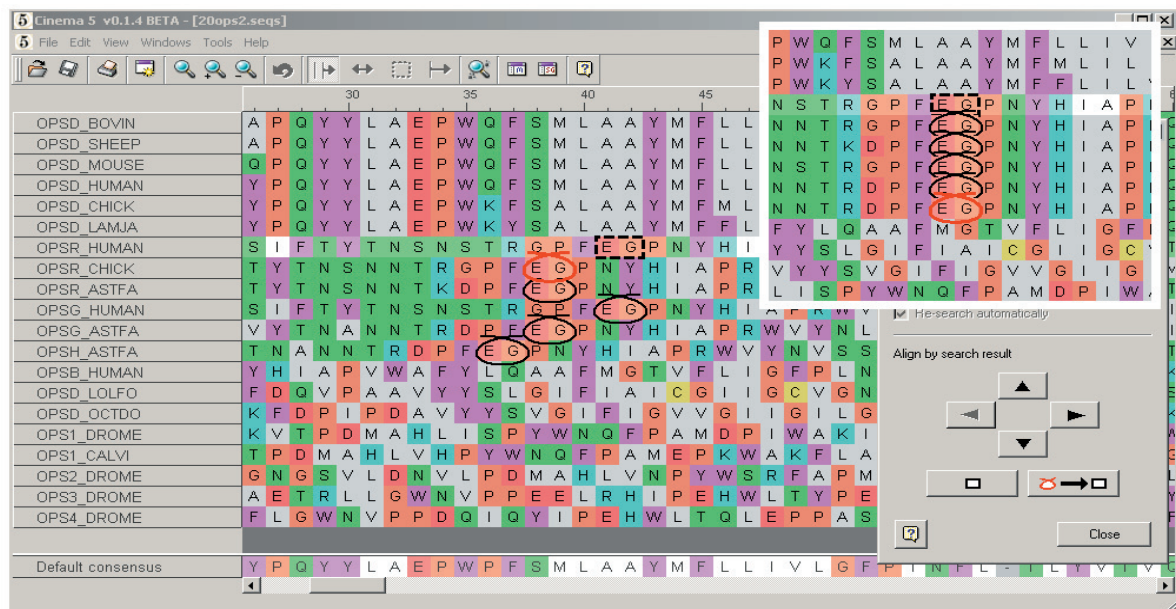 Cinema 5 v0.1.4 BETA - [20ops2.seqs]
File Edit View Windows Tools Help
30 35 40 45
OPSD_BOVIN A P Q Y Y L A E P W Q F S M L A A Y M F L L
OPSD_SHEEP A P Q Y Y L A E P W Q F S M L A A Y M F L L
OPSD_MOUSE Q P Q Y Y L A E P W Q F S M L A A Y M F L L
OPSD_HUMAN Y P Q Y Y L A E P W Q F S M L A A Y M F L L
OPSD_CHICK Y P Q Y Y L A E P W K F S A L A A Y M F M L
OPSD_LAMJA Y P Q Y Y L A E P W K Y S A L A A Y M F F L
OPSR_HUMAN S I F T Y T N S N S T R G P F E G P N Y H I
OPSR_CHICK T Y T N S N N T R G P F E G P N Y H I A P R
OPSR_ASTFA T Y T N S N N T K D P F E G P N Y H I A P R
OPSG_HUMAN S I F T Y T N S N S T R G P F E G P N Y H I A P R W V
OPSG_ASTFA V Y T N A N N T R D P F E G P N Y H I A P R W V Y N L
OPSH_ASTFA T N A N N T R D P F E G P N Y H I A P R W V Y N V S S
OPSB_HUMAN Y H I A P V W A F Y L Q A A F M G T V F L I G F P L N
OPSD_LOLFO F D Q V P A A V Y Y S L G I F I A I C G I I G C V G N
OPSD_OCTDO K F D P I P D A V Y Y S V G I F I G V V G I I G I L G
OPS1_DROME K V T P D M A H L I S P Y W N Q F P A M D P I W A K I
OPS1_CALVI T P D M A H L V H P Y W N Q F P A M E P K W A K F L A
OPS2_DROME G N G S V L D N V L P D M A H L V N P Y W S R F A P M
OPS3_DROME A E T R L L G W N V P P E E L R H I P E H W L T Y P E
OPS4_DROME F L G W N V P P D Q I Q Y I P E H W L T Q L E P P A S
Default consensus Y P Q Y Y L A E P W P F S M L A A Y M F L L I V L G F P I N F L - T L Y V T V
P W Q F S M L A A Y M F L L I V
P W K F S A L A A Y M F M L I L
P W K Y S A L A A Y M F F L I L
N S T R G P F E G P N Y H I A P
N N T R G P F E G P N Y H I A P
N N T K D P F E G P N Y H I A P
N S T R G P F E G P N Y H I A P
N N T R D P F E G P N Y H I A P
N N T R D P F E G P N Y H I A P
F Y L Q A A F M G T V F L I G F
Y Y S L G I F I A I C G I I G C
V Y Y S V G I F I G V V G I I G
L I S P Y W N Q F P A M D P I W
Re-search automatically
Align by search result
Close